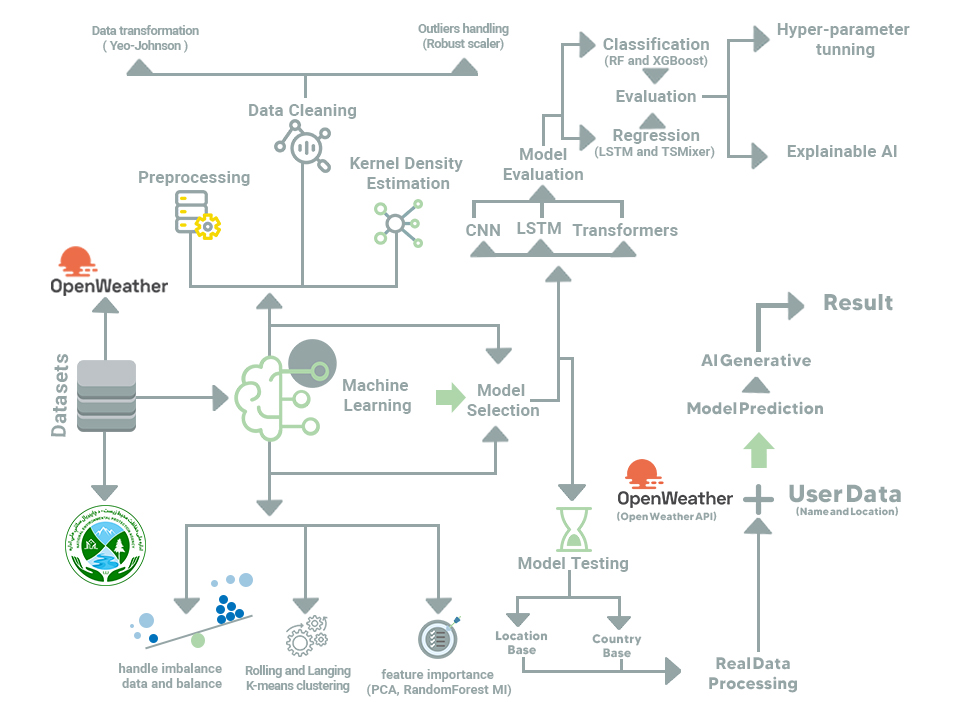 Data transformation
( Yeo-Johnson )
Outliers handling
(Robust scaler)
Data Cleaning
Preprocessing
Kernel Density
Estimation
Classification
(RF and XGBoost)
Evaluation
Regression
(LSTM and TSMixer)
Hyper-parameter
tunning
Explainable AI
Model
Evaluation
CNN
LSTM
Transformers
OpenWeather
Datasets
Machine
Learning
Model
Selection
Result
AI Generative
Model Prediction
OpenWeather
(Open Weather API)
User Data
(Name and Location)
Model Testing
Location
Base
Country
Base
Real Data
Processing
handle imbalance
data and balance
Rolling and Langing
K-means clustering
feature importance
(PCA, RandomForest MI)